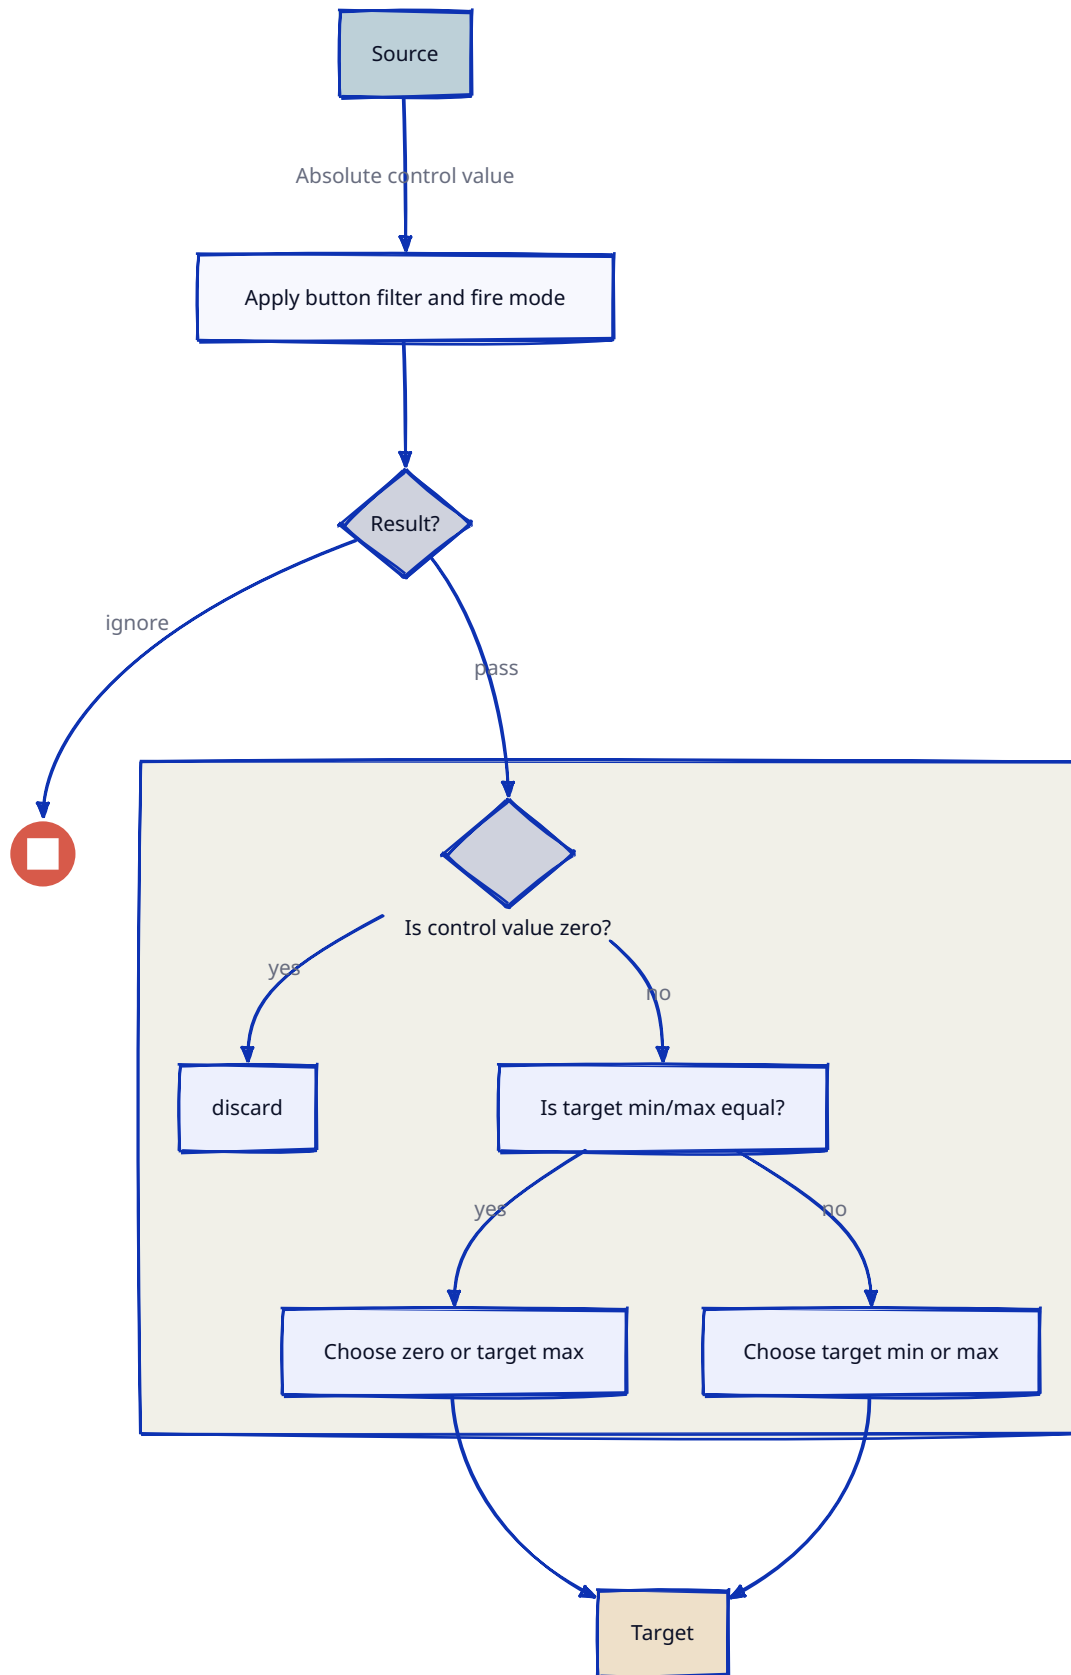 Source
Absolute control value
Apply button filter and fire mode
Result?
ignore
pass
Is control value zero?
yes
no
discard
Is target min/max equal?
yes
no
Choose zero or target max
Choose target min or max
Target